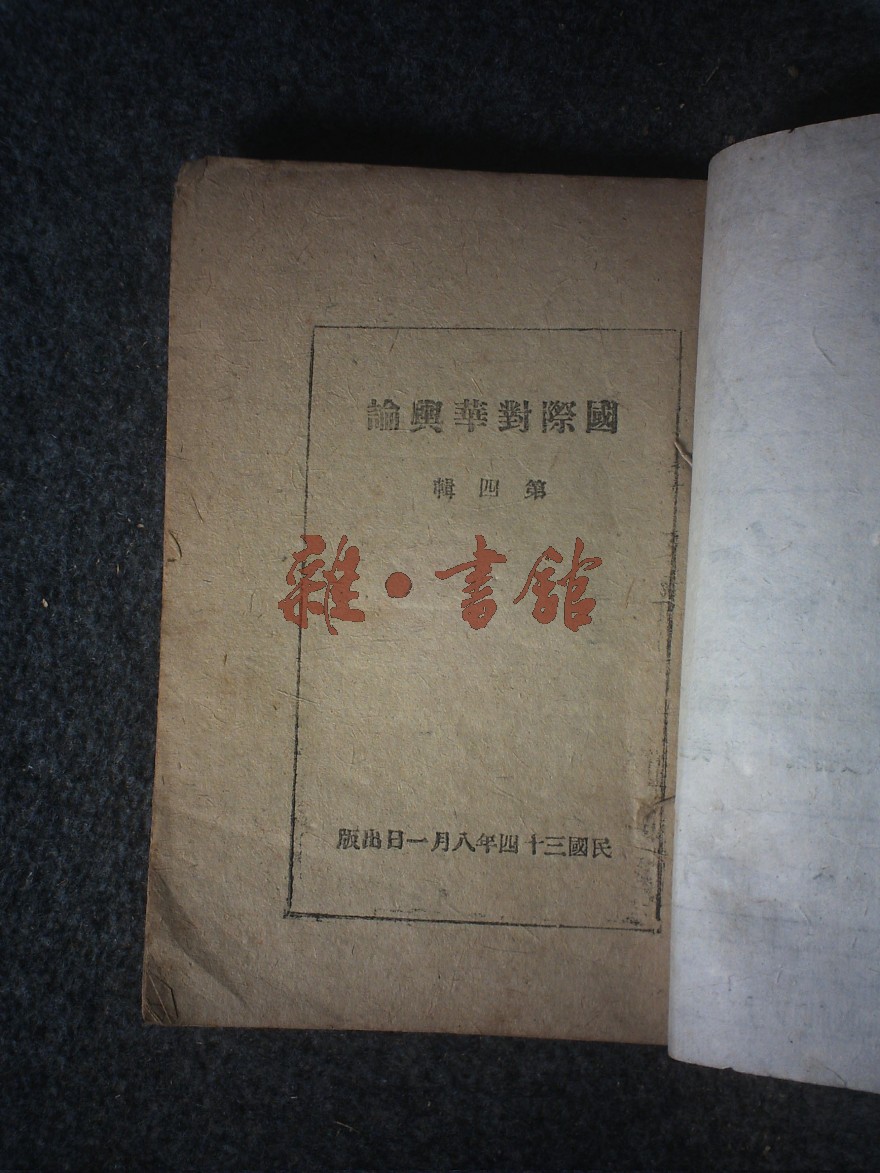 國際對華輿論
第四輯
雜·書館
民國三十四年八月一日出版